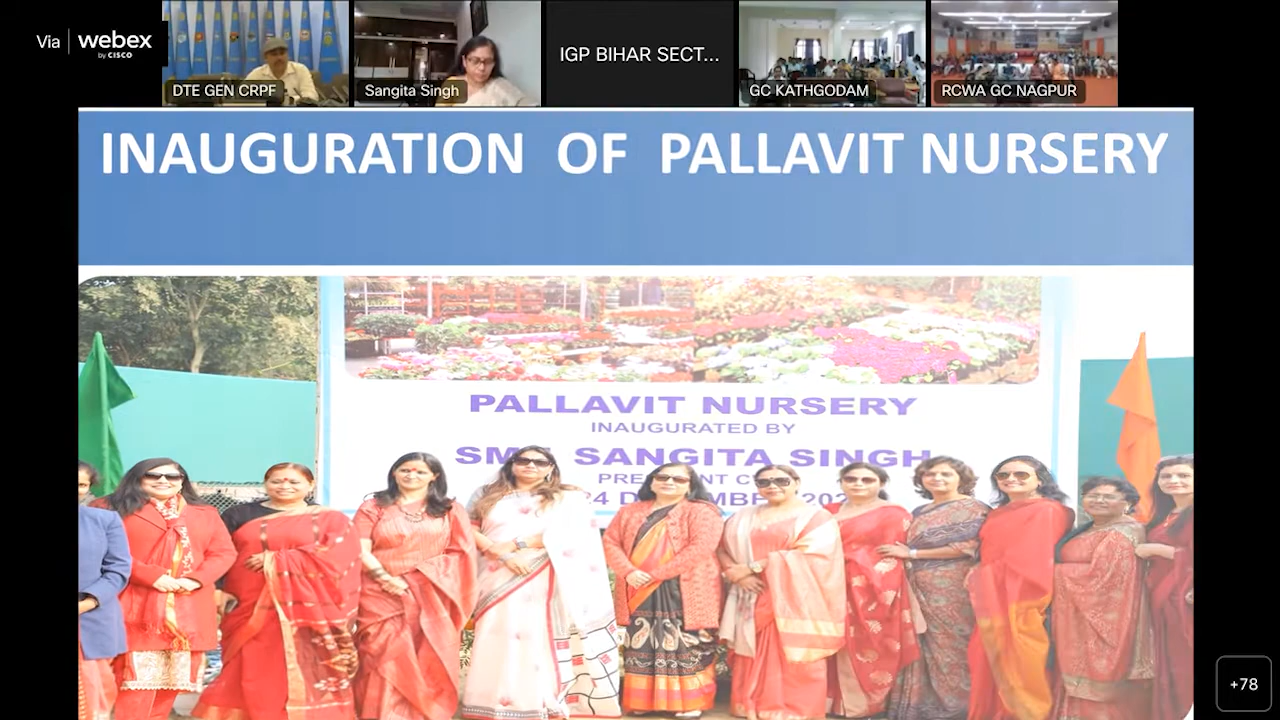 Via webex
by CISCO
DTE GEN CRPF
Sangita Singh
IGP BIHAR SECT...
GC KATHGODAM
RCWA GC NAGPUR
INAUGURATION OF PALLAVIT NURSERY
PALLAVIT NURSERY
INAUGURATED BY
SANGITA SINGH
+78